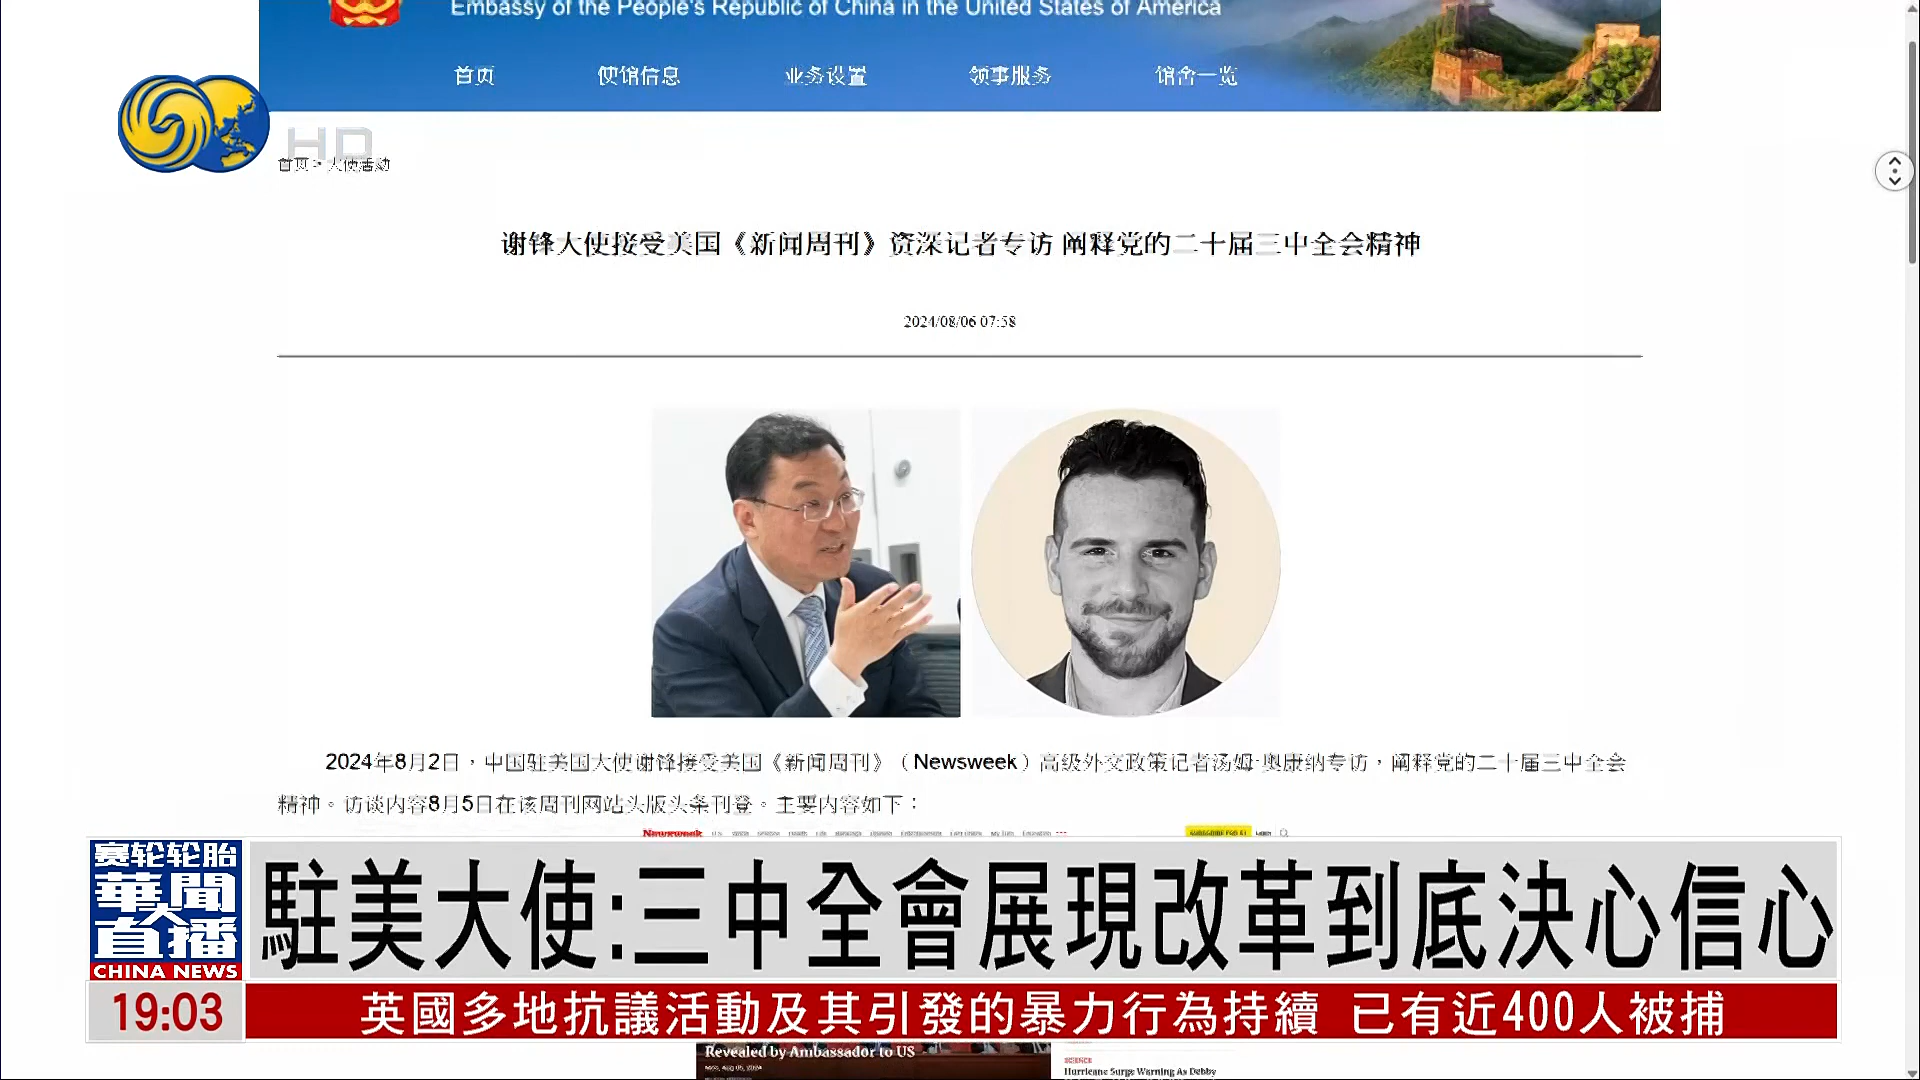 Embassy of the People's Republic of China in the United States of America
首页 使馆信息 业务设置 领事服务 馆舍一览
HD
首页 > 大使活动
谢锋大使接受美国《新闻周刊》资深记者专访 阐释党的二十届三中全会精神
2024/08/06 07:58
2024年8月2日，中国驻美国大使谢锋接受美国《新闻周刊》（Newsweek）高级外交政策记者汤姆·奥康纳专访，阐释党的二十届三中全会
精神。访谈内容8月5日在该周刊网站头版头条刊登。主要内容如下：
Newsweek
赛轮轮胎
華聞大直播
CHINA NEWS
駐美大使:三中全會展現改革到底決心信心
19:03
英國多地抗議活動及其引發的暴力行為持續 已有近400人被捕
Revealed by Ambassador to US
SCIENCE
Hurricane Surge Warning As Debby